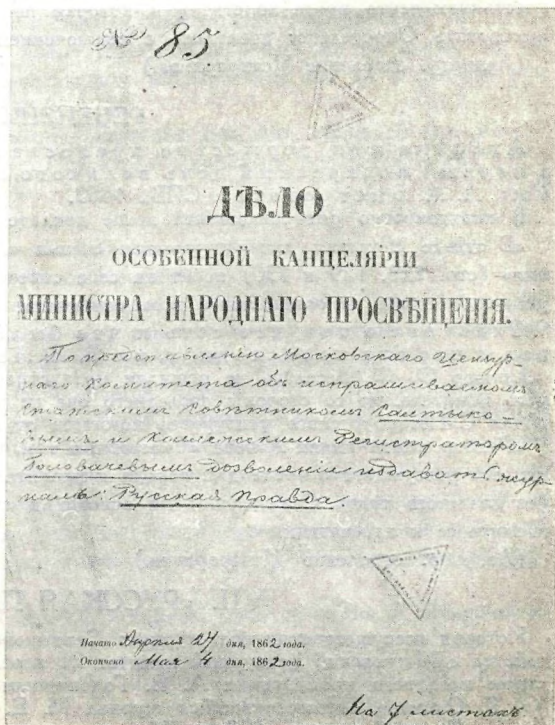 № 85.
ДѢЛО
ОСОБЕННОЙ КАНЦЕЛЯРІИ
МИНИСТРА НАРОДНАГО ПРОСВѢЩЕНІЯ.
По представленію Московскаго Ценсур-
наго Комитета объ испрашиваемомъ
Статскимъ Совѣтникомъ Салтыко-
вымъ и Коллежскимъ Регистраторомъ
Головачевымъ дозволеніи издавать жур-
налъ: Русская Правда.
Начато Апрѣля 27 дня, 1862 года.
Окончено Мая 4 дня, 1862 года.
На 7 листахъ